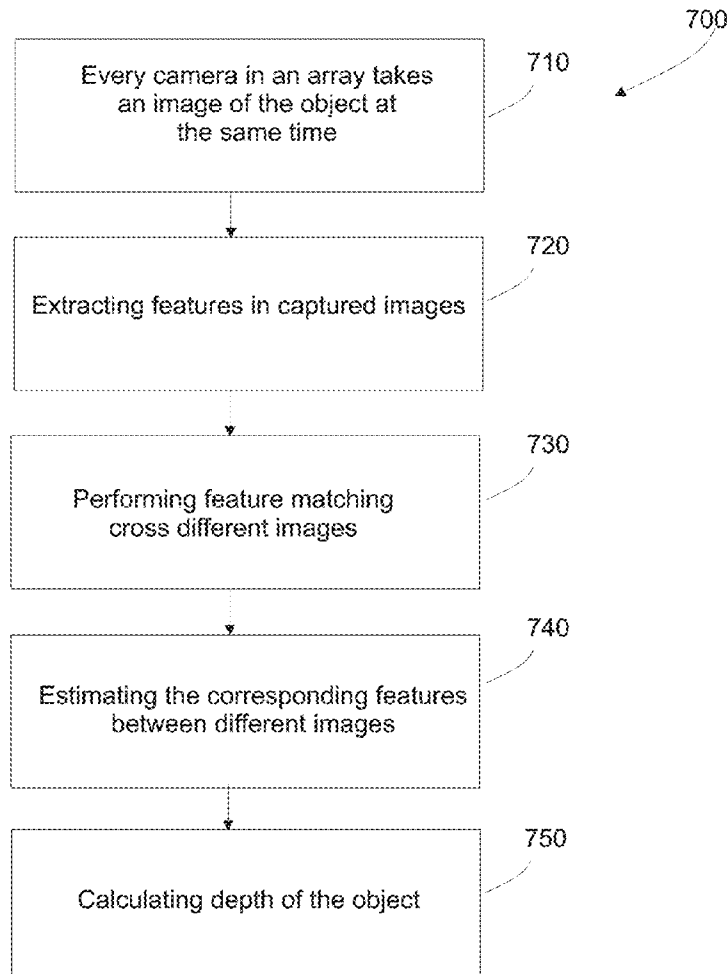 700
Every camera in an array takes
an image of the object at
the same time
710
720
Extracting features in captured images
730
Performing feature matching
cross different images
740
Estimating the corresponding features
between different images
750
Calculating depth of the object